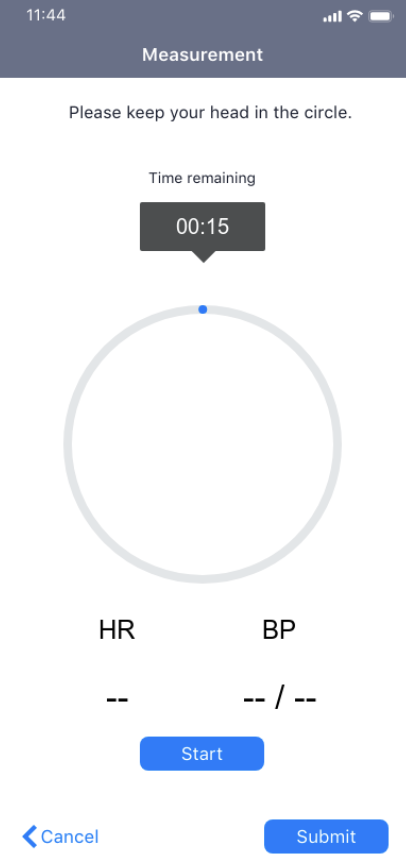 11:44
Measurement
Please keep your head in the circle.
Time remaining
00:15
HR BP
-- -- / --
Start
Cancel Submit